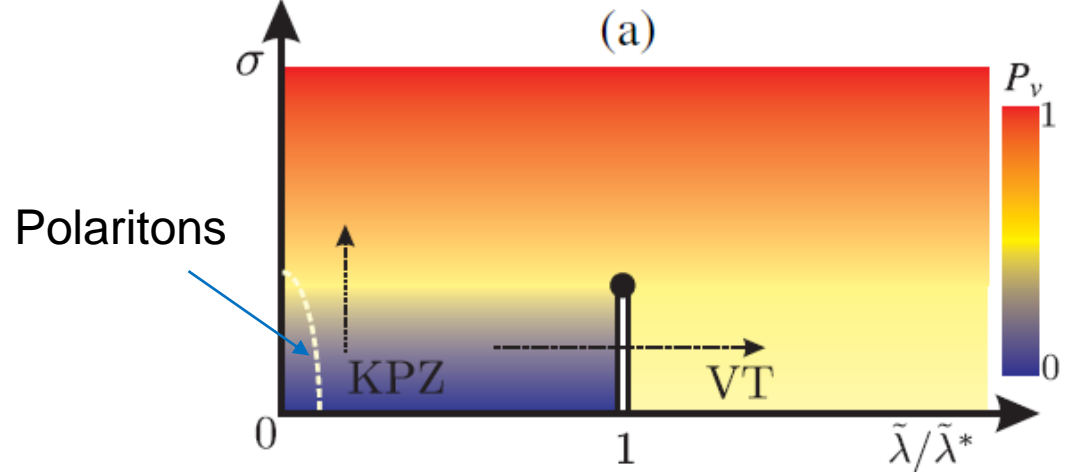 (a)
σ
P_v
1
Polaritons
KPZ
VT
0
0
1
λ̃/λ̃*